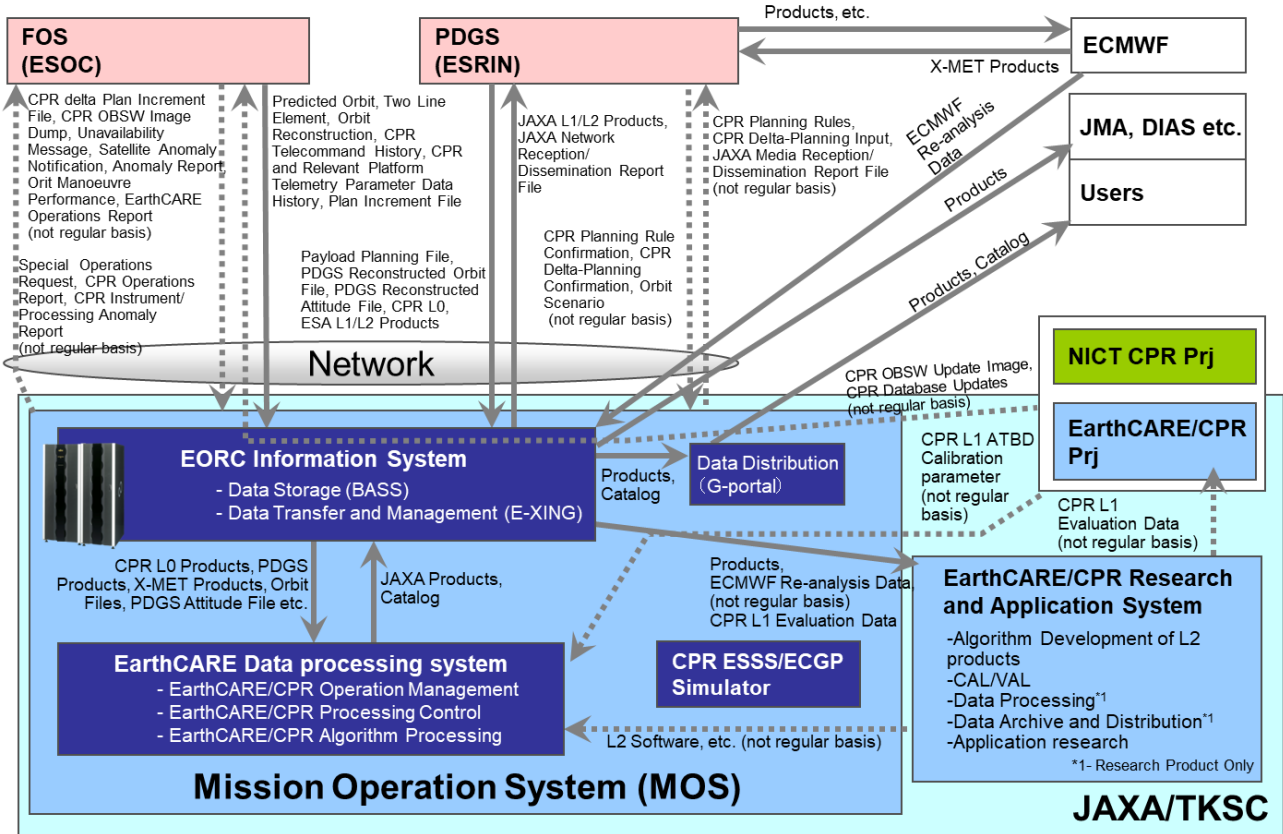 FOS
(ESOC)
PDGS
(ESRIN)
Products, etc.
X-MET Products
ECMWF
JMA, DIAS etc.
Users
CPR delta Plan Increment
File, CPR OBSW Image
Dump, Unavailability
Message, Satellite Anomaly
Notification, Anomaly Report,
Orit Manoeuvre
Performance, EarthCARE
Operations Report
(not regular basis)
Special Operations
Request, CPR Operations
Report, CPR Instrument/
Processing Anomaly
Report
(not regular basis)
Predicted Orbit, Two Line
Element, Orbit
Reconstruction, CPR
Telecommand History, CPR
and Relevant Platform
Telemetry Parameter Data
History, Plan Increment File
Payload Planning File,
PDGS Reconstructed Orbit
File, PDGS Reconstructed
Attitude File, CPR L0,
ESA L1/L2 Products
JAXA L1/L2 Products,
JAXA Network
Reception/
Dissemination Report
File
CPR Planning Rule
Confirmation, CPR
Delta-Planning
Confirmation, Orbit
Scenario
(not regular basis)
CPR Planning Rules,
CPR Delta-Planning Input,
JAXA Media Reception/
Dissemination Report File
(not regular basis)
ECMWF
Re-analysis
Data
Products
Products, Catalog
Network
NICT CPR Prj
EarthCARE/CPR
Prj
CPR OBSW Update Image,
CPR Database Updates
(not regular basis)
CPR L1 ATBD
Calibration
parameter
(not regular
basis)
CPR L1
Evaluation Data
(not regular basis)
EORC Information System
- Data Storage (BASS)
- Data Transfer and Management (E-XING)
Products,
Catalog
Data Distribution
(G-portal)
CPR L0 Products, PDGS
Products, X-MET Products, Orbit
Files, PDGS Attitude File etc.
JAXA Products,
Catalog
Products,
ECMWF Re-analysis Data,
(not regular basis)
CPR L1 Evaluation Data
EarthCARE/CPR Research
and Application System
-Algorithm Development of L2
products
-CAL/VAL
-Data Processing*1
-Data Archive and Distribution*1
-Application research
*1- Research Product Only
EarthCARE Data processing system
- EarthCARE/CPR Operation Management
- EarthCARE/CPR Processing Control
- EarthCARE/CPR Algorithm Processing
CPR ESSS/ECGP
Simulator
L2 Software, etc. (not regular basis)
Mission Operation System (MOS)
JAXA/TKSC